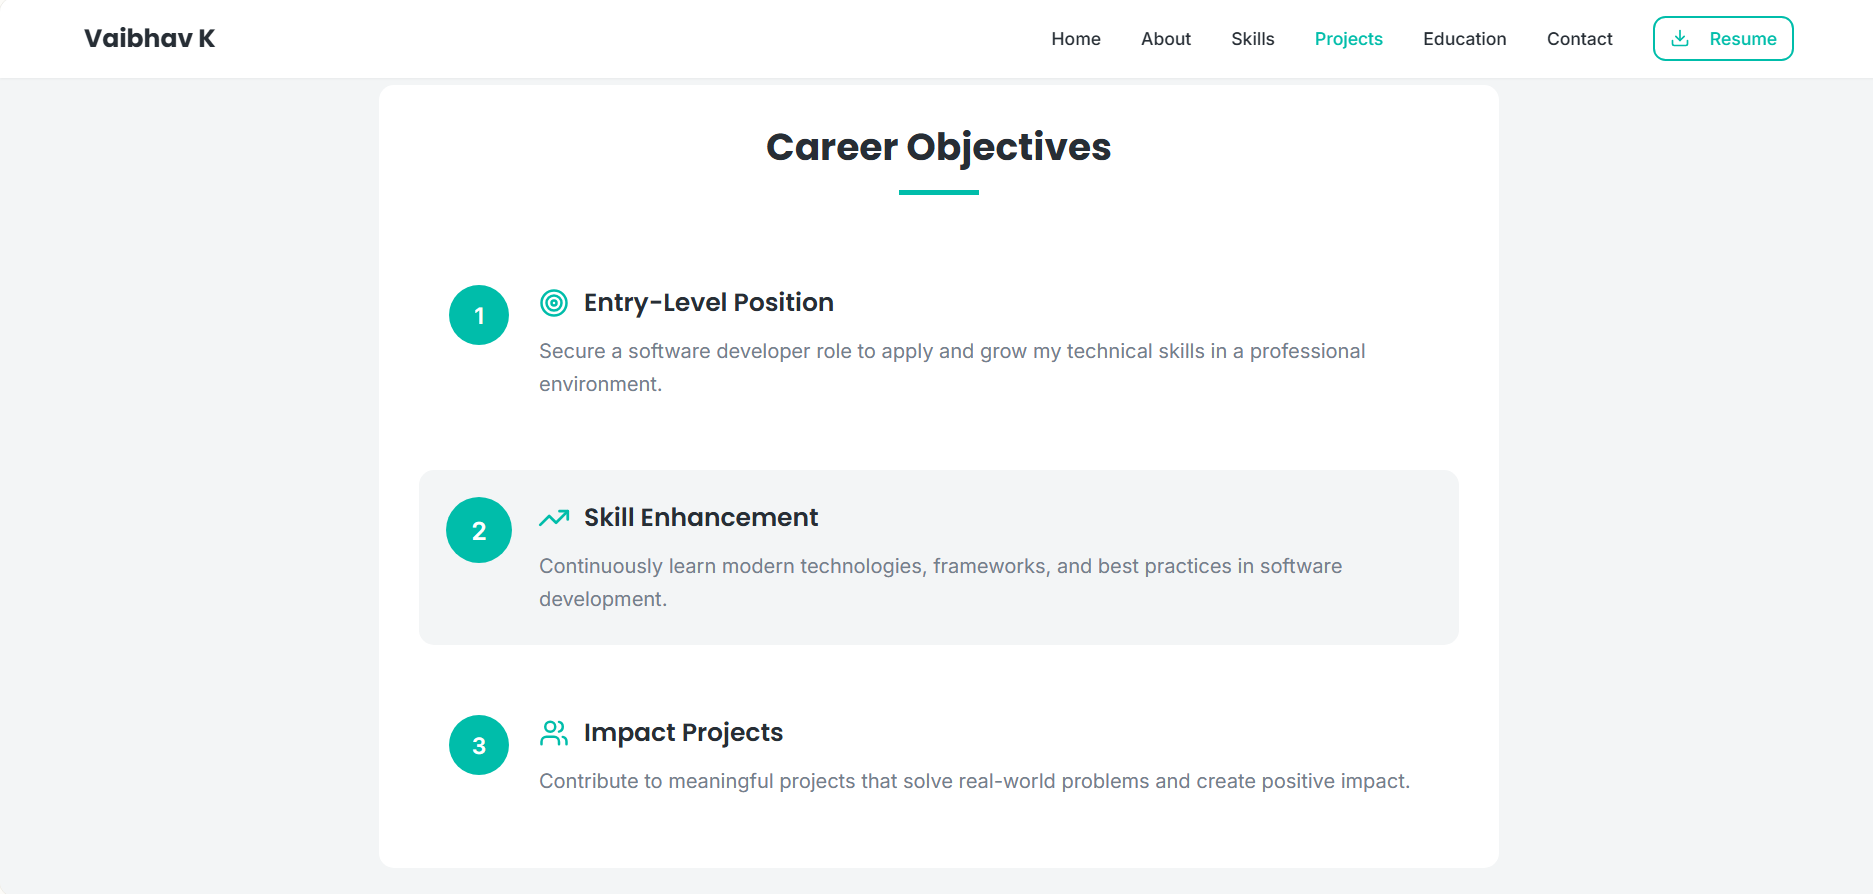 Vaibhav K
Home
About
Skills
Projects
Education
Contact
Resume
Career Objectives
1
Entry-Level Position
Secure a software developer role to apply and grow my technical skills in a professional
environment.
2
Skill Enhancement
Continuously learn modern technologies, frameworks, and best practices in software
development.
3
Impact Projects
Contribute to meaningful projects that solve real-world problems and create positive impact.